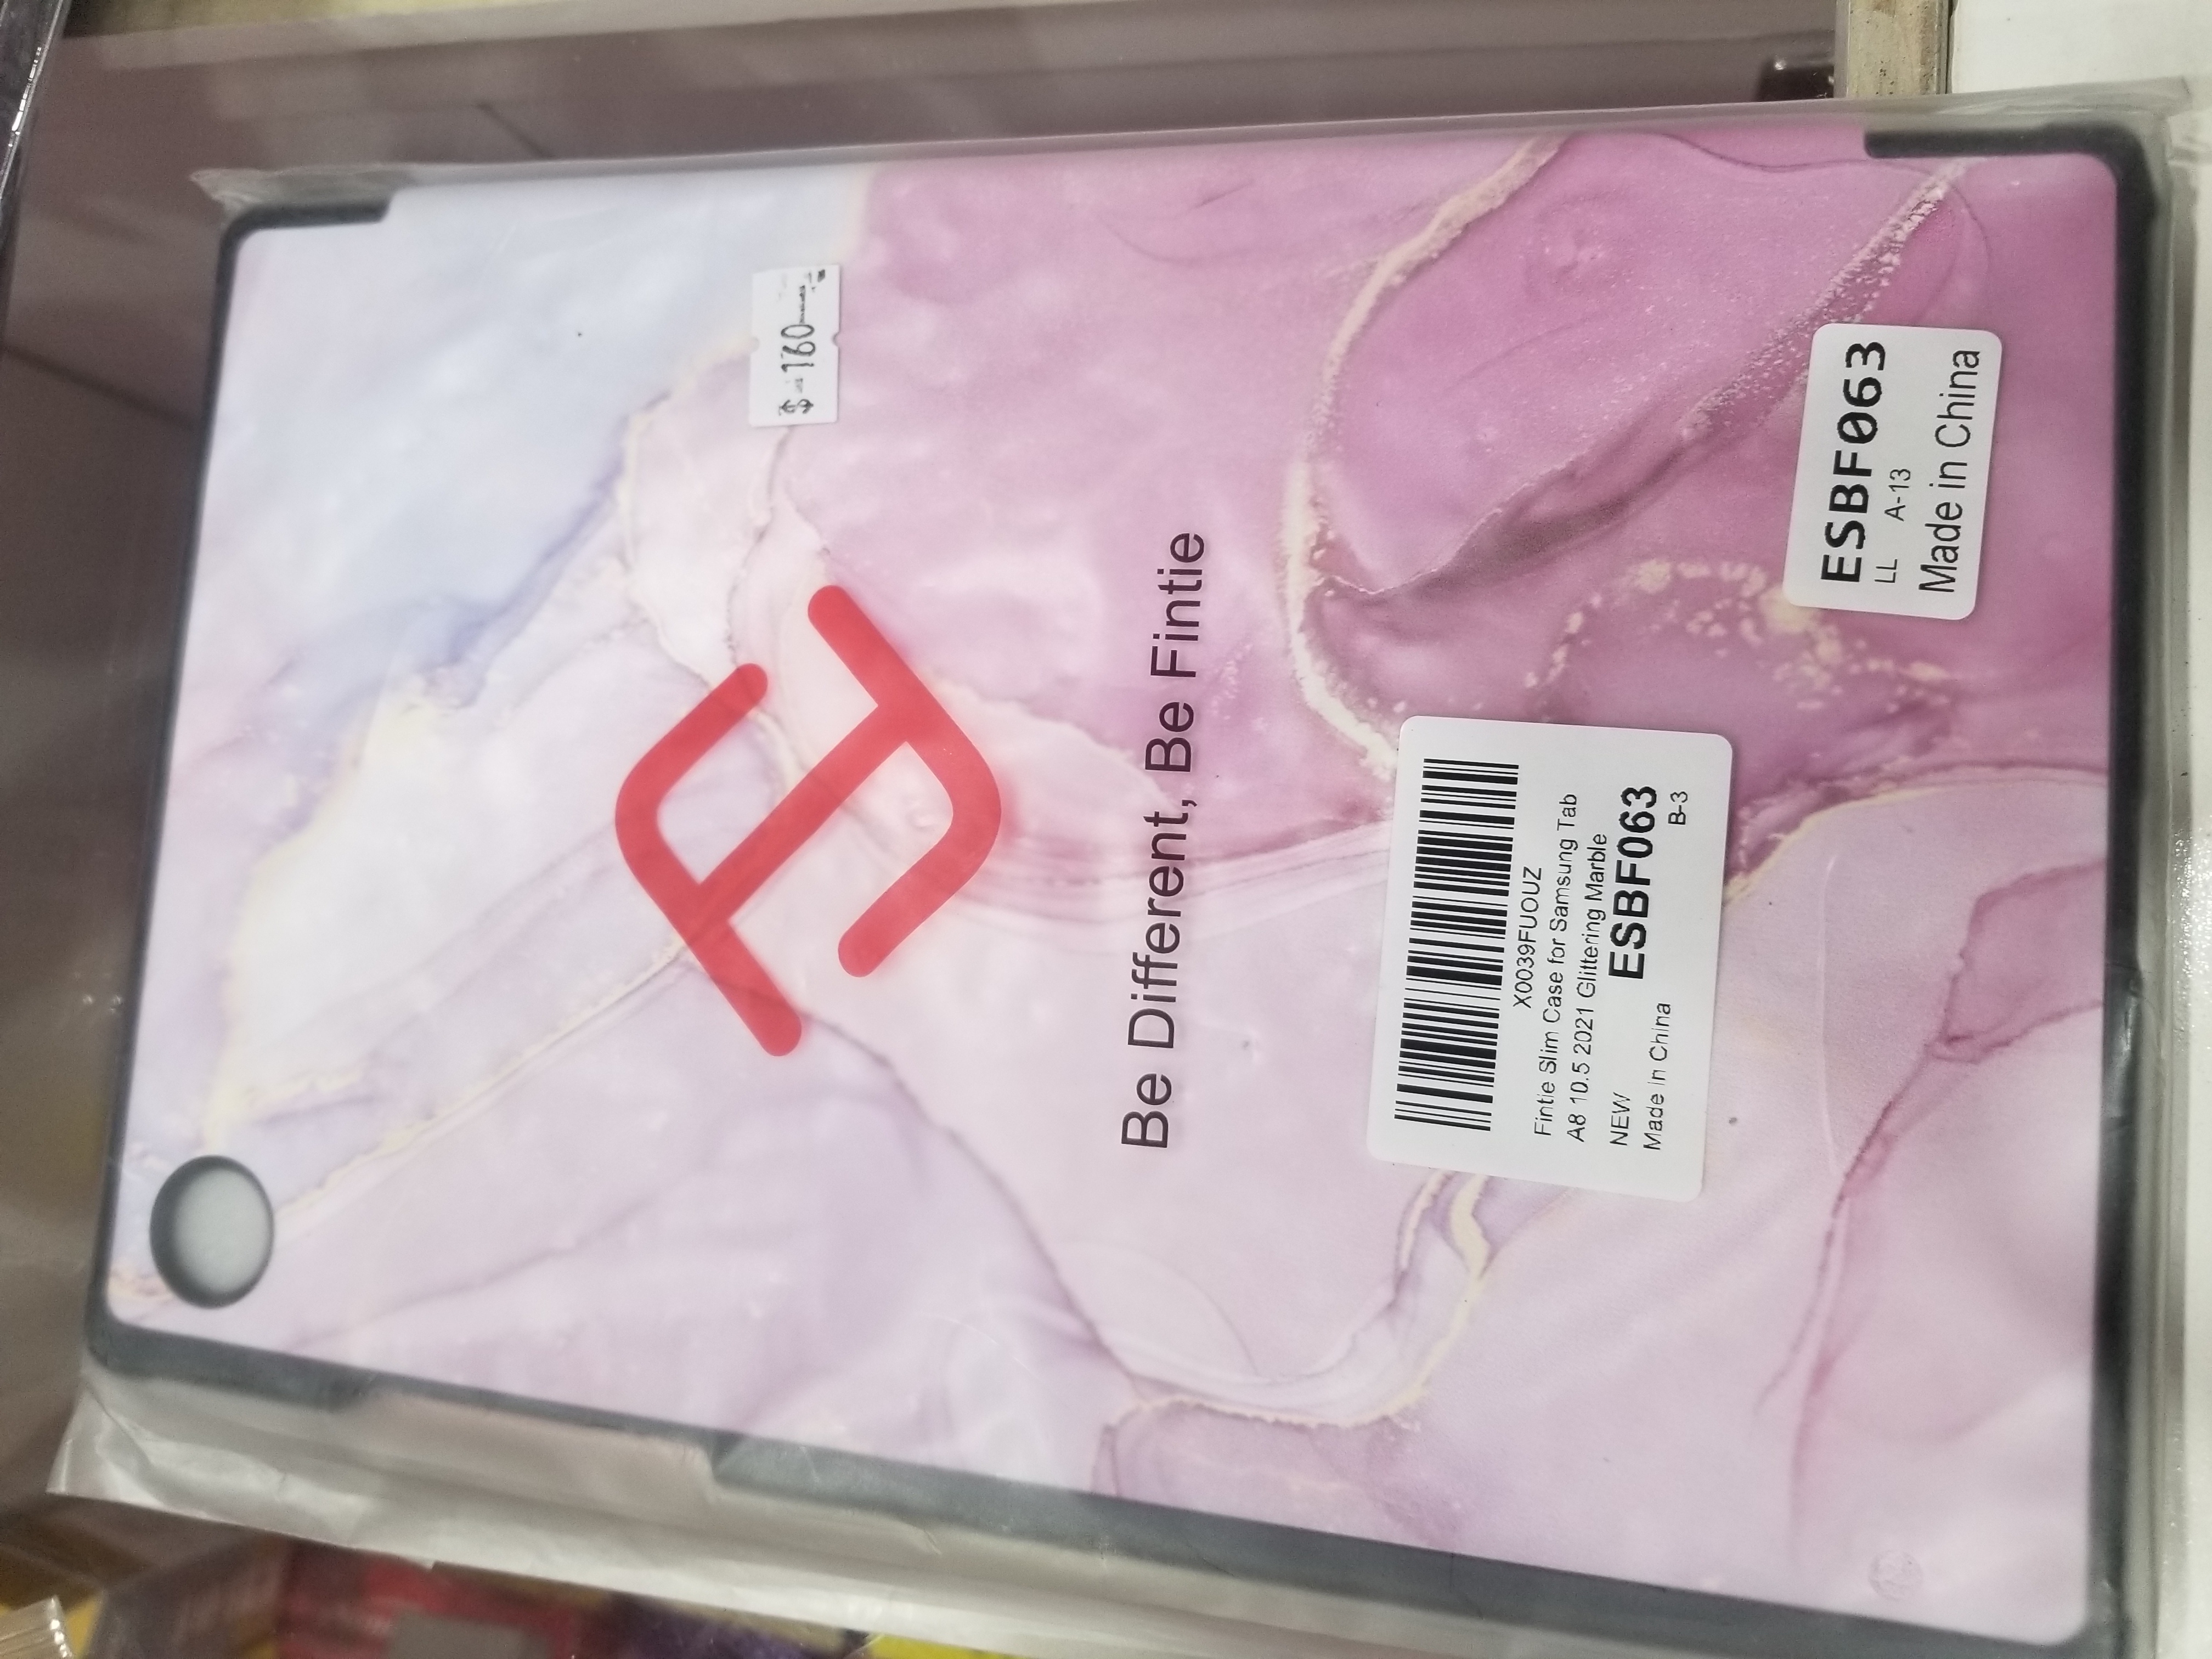 $-160-
Be Different, Be Fintie
X0039FUOUZ
Fintie Slim Case for Samsung Tab
A8 10.5 2021 Glittering Marble
NEW ESBF063
Made in China B-3
ESBF063
LL A-13
Made in China